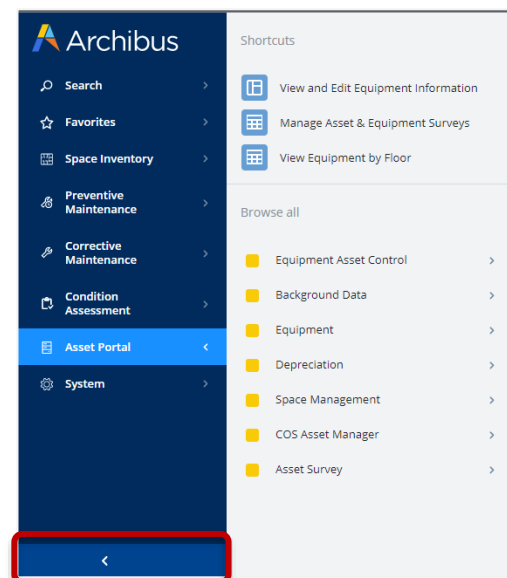 Archibus
Search
Favorites
Space Inventory
Preventive
Maintenance
Corrective
Maintenance
Condition
Assessment
Asset Portal
System
Shortcuts
View and Edit Equipment Information
Manage Asset & Equipment Surveys
View Equipment by Floor
Browse all
Equipment Asset Control
Background Data
Equipment
Depreciation
Space Management
COS Asset Manager
Asset Survey